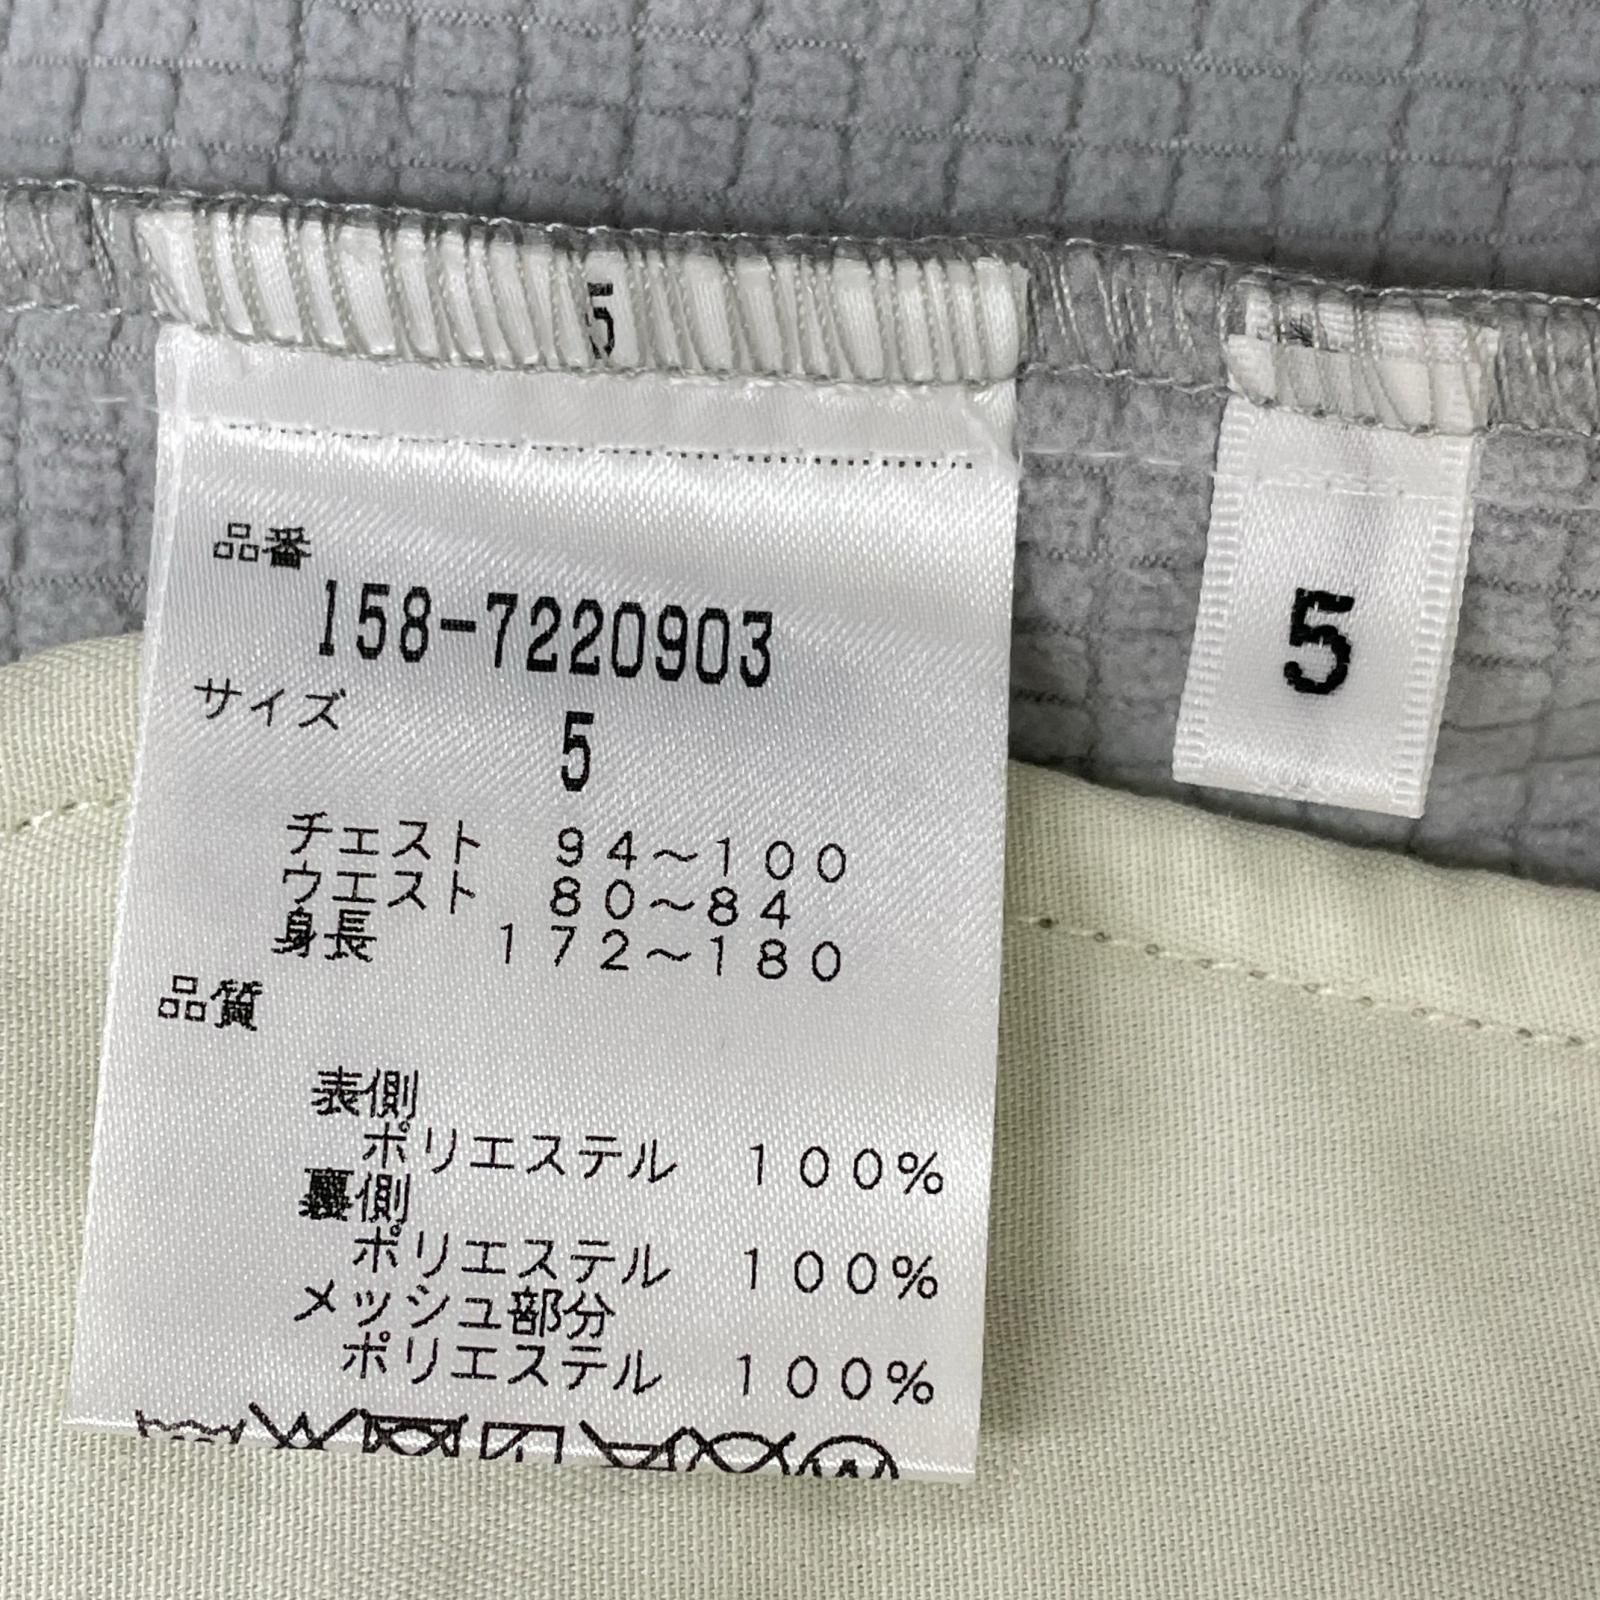 5
品番
158-7220903
サイズ
5
チェスト 94～100
ウエスト 80～84
身長 172～180
品質
表側
ポリエステル 100%
裏側
ポリエステル 100%
メッシュ部分
ポリエステル 100%
5